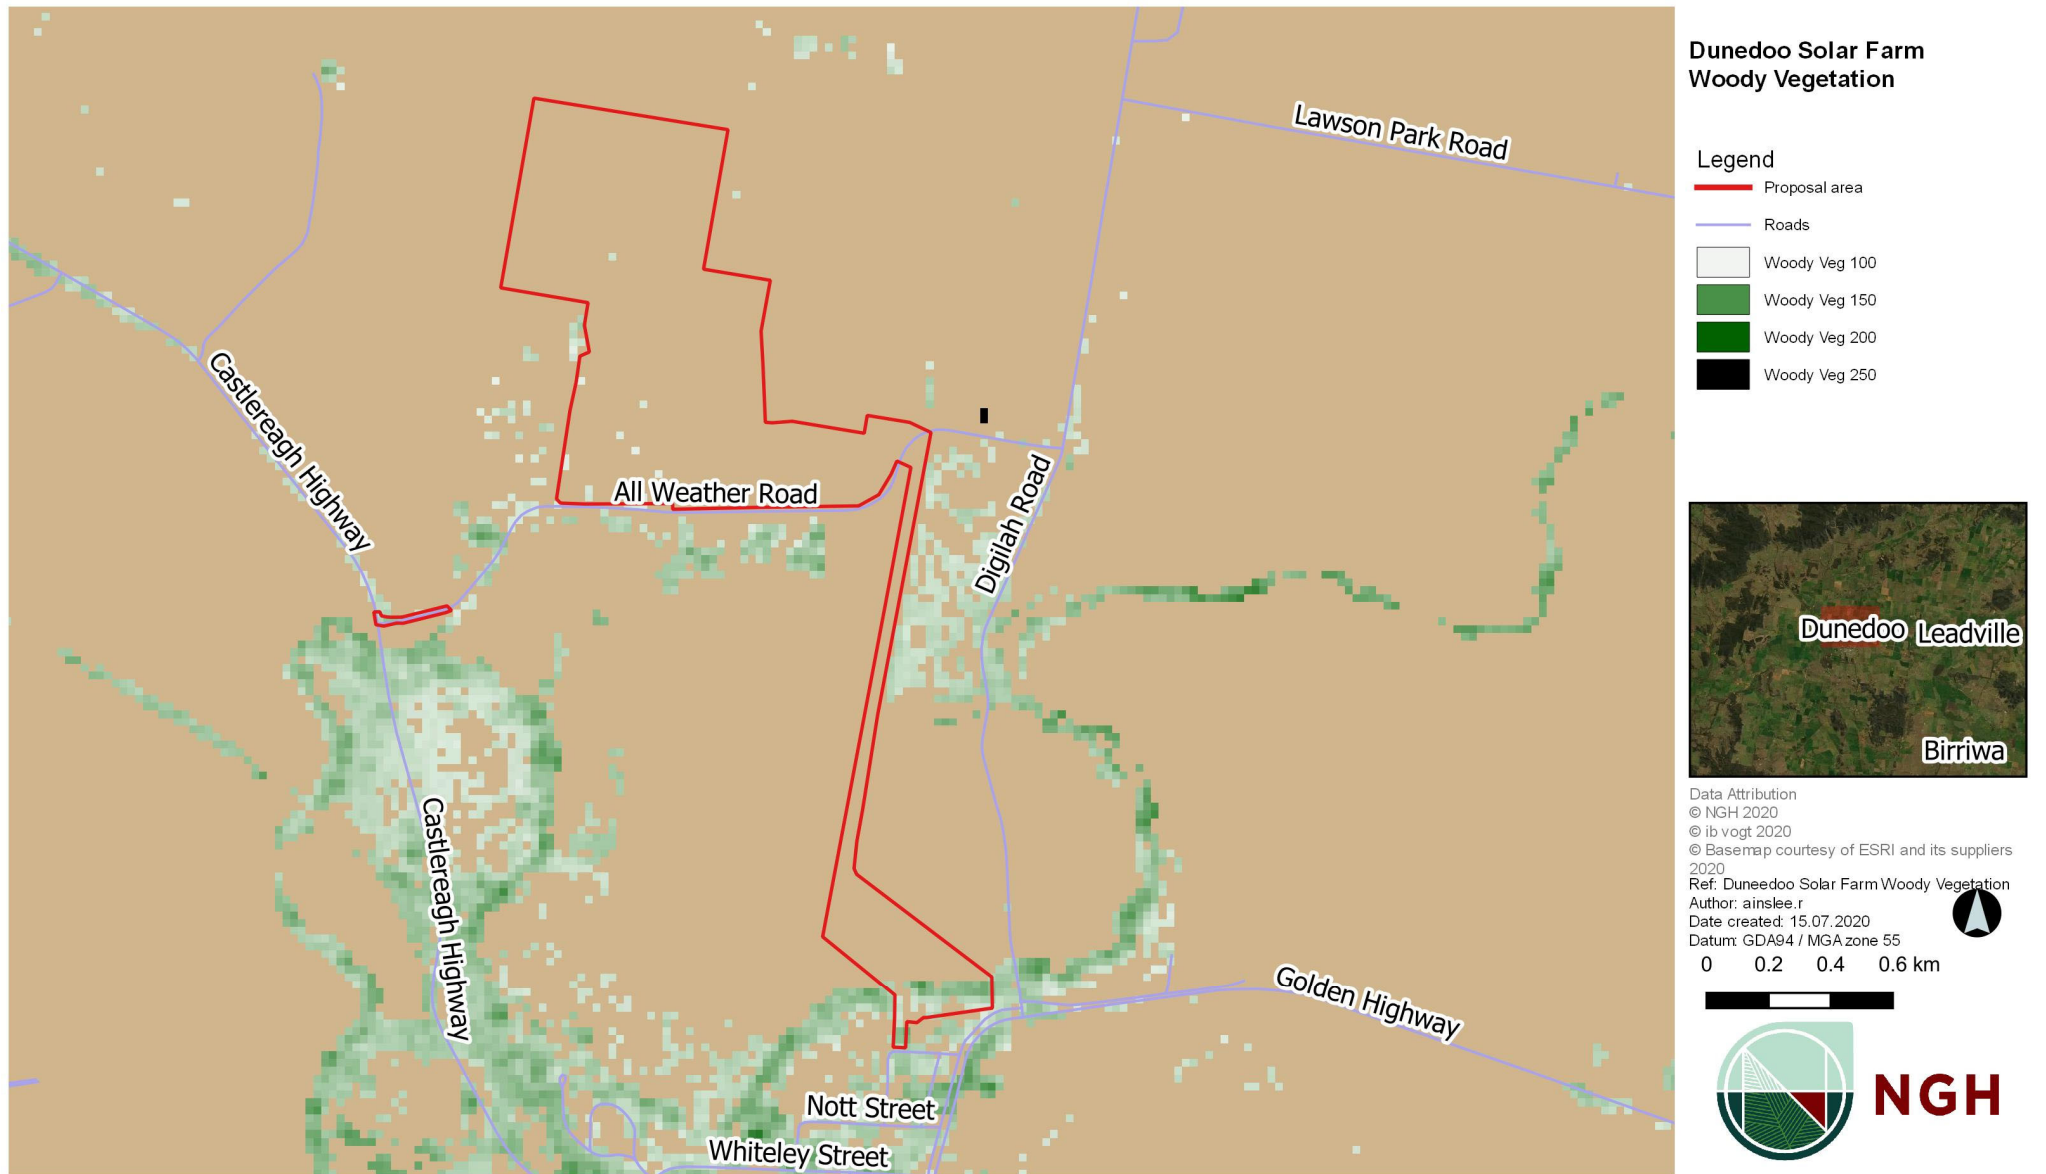 Dunedoo Solar Farm
Woody Vegetation
Legend
Proposal area
Roads
Woody Veg 100
Woody Veg 150
Woody Veg 200
Woody Veg 250
Lawson Park Road
Castlereagh Highway
All Weather Road
Digilah Road
Castlereagh Highway
Golden Highway
Nott Street
Whiteley Street
Dunedoo
Leadville
Birriwa
Data Attribution
© NGH 2020
© ib vogt 2020
© Basemap courtesy of ESRI and its suppliers
2020
Ref: Duneedoo Solar Farm Woody Vegetation
Author: ainslee.r
Date created: 15.07.2020
Datum: GDA94 / MGA zone 55
0 0.2 0.4 0.6 km
NGH